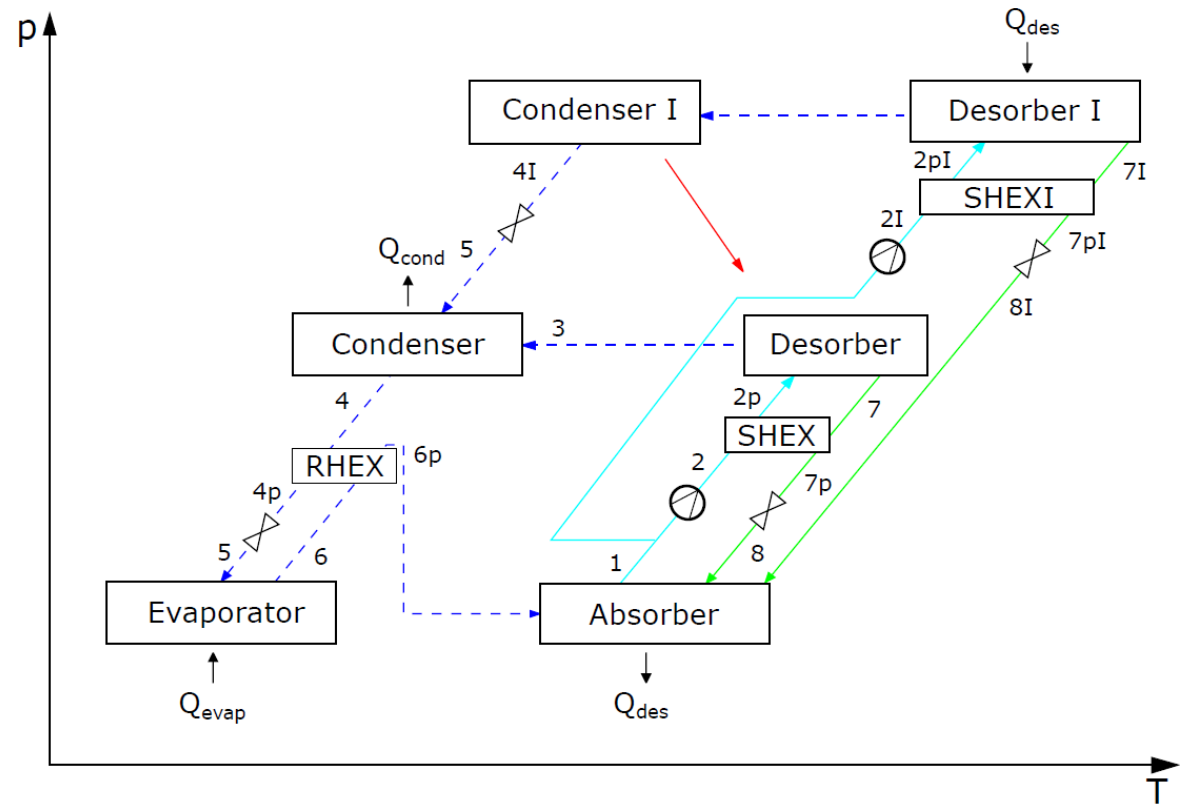 p
Q_des
Condenser I
Desorber I
4I
2pI
7I
SHEXI
2I
7pI
5
Q_cond
8I
3
Condenser
Desorber
4
2p
7
SHEX
6p
RHEX
2
7p
4p
5
6
8
1
Evaporator
Absorber
Q_evap
Q_des
T